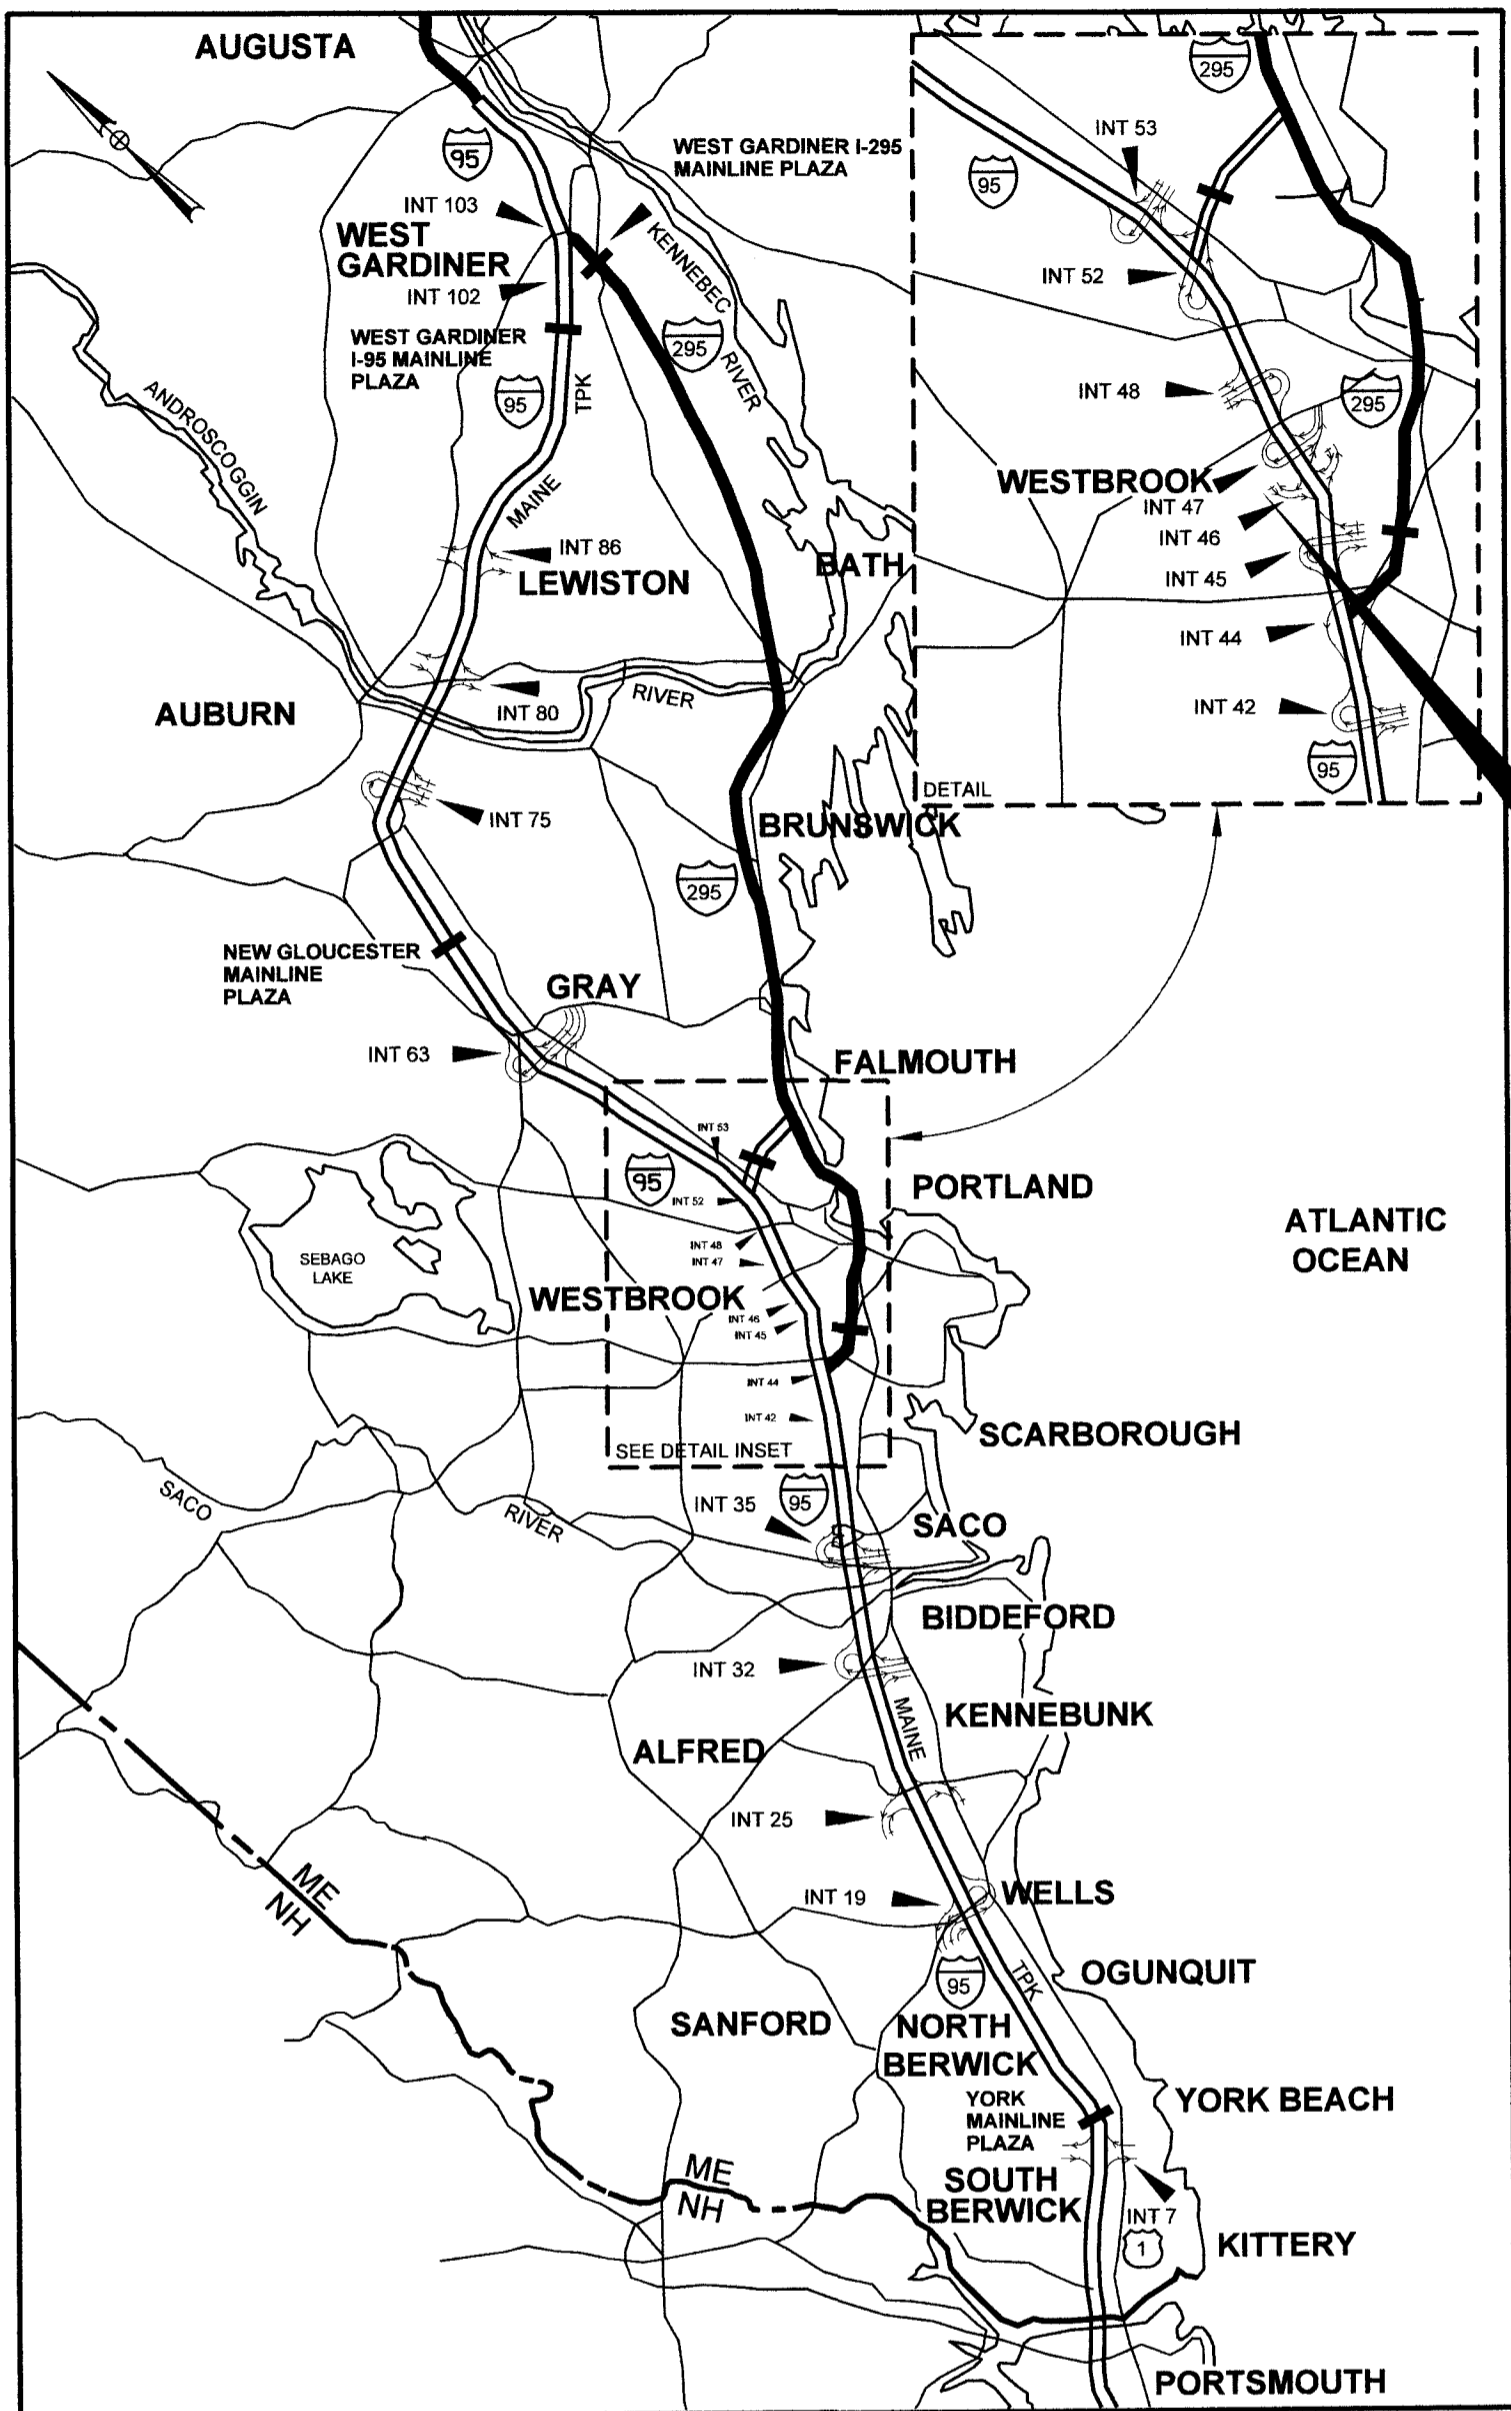 AUGUSTA
95
WEST GARDINER I-295
MAINLINE PLAZA
INT 103
WEST
GARDINER
INT 102
KENNEBEC
RIVER
WEST GARDINER
I-95 MAINLINE
PLAZA
295
95
TPK
ANDROSCOGGIN
MAINE
INT 86
LEWISTON
BATH
RIVER
INT 80
AUBURN
INT 75
BRUNSWICK
295
NEW GLOUCESTER
MAINLINE
PLAZA
GRAY
INT 63
FALMOUTH
295
INT 53
95
INT 52
INT 48
295
WESTBROOK
INT 47
INT 46
INT 45
INT 44
INT 42
95
DETAIL
INT 53
95
INT 52
PORTLAND
ATLANTIC
OCEAN
INT 48
INT 47
SEBAGO
LAKE
WESTBROOK
INT 46
INT 45
INT 44
INT 42
SEE DETAIL INSET
SCARBOROUGH
SACO
RIVER
INT 35
95
SACO
BIDDEFORD
INT 32
MAINE
KENNEBUNK
ALFRED
INT 25
ME
NH
INT 19
WELLS
95
TPK
OGUNQUIT
SANFORD
NORTH
BERWICK
YORK
MAINLINE
PLAZA
YORK BEACH
ME
NH
SOUTH
BERWICK
INT 7
1
KITTERY
PORTSMOUTH